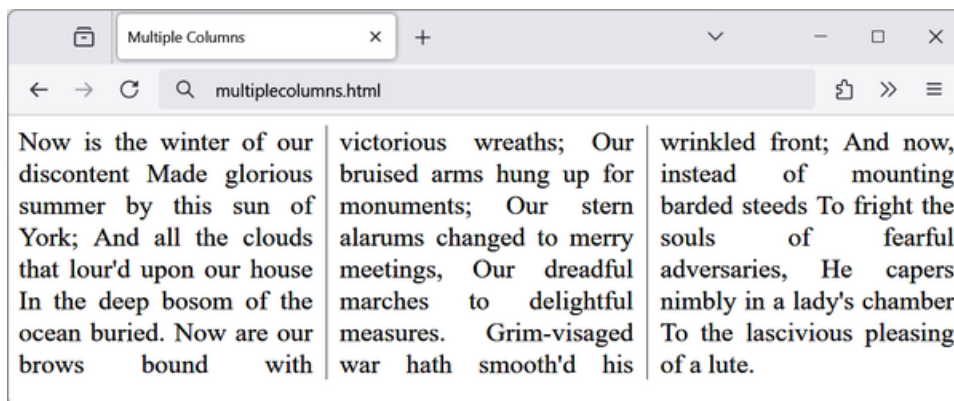 Multiple Columns
multiplecolumns.html
Now is the winter of our
discontent Made glorious
summer by this sun of
York; And all the clouds
that lour'd upon our house
In the deep bosom of the
ocean buried. Now are our
brows bound with
victorious wreaths; Our
bruised arms hung up for
monuments; Our stern
alarums changed to merry
meetings, Our dreadful
marches to delightful
measures. Grim-visaged
war hath smooth'd his
wrinkled front; And now,
instead of mounting
barded steeds To fright the
souls of fearful
adversaries, He capers
nimbly in a lady's chamber
To the lascivious pleasing
of a lute.